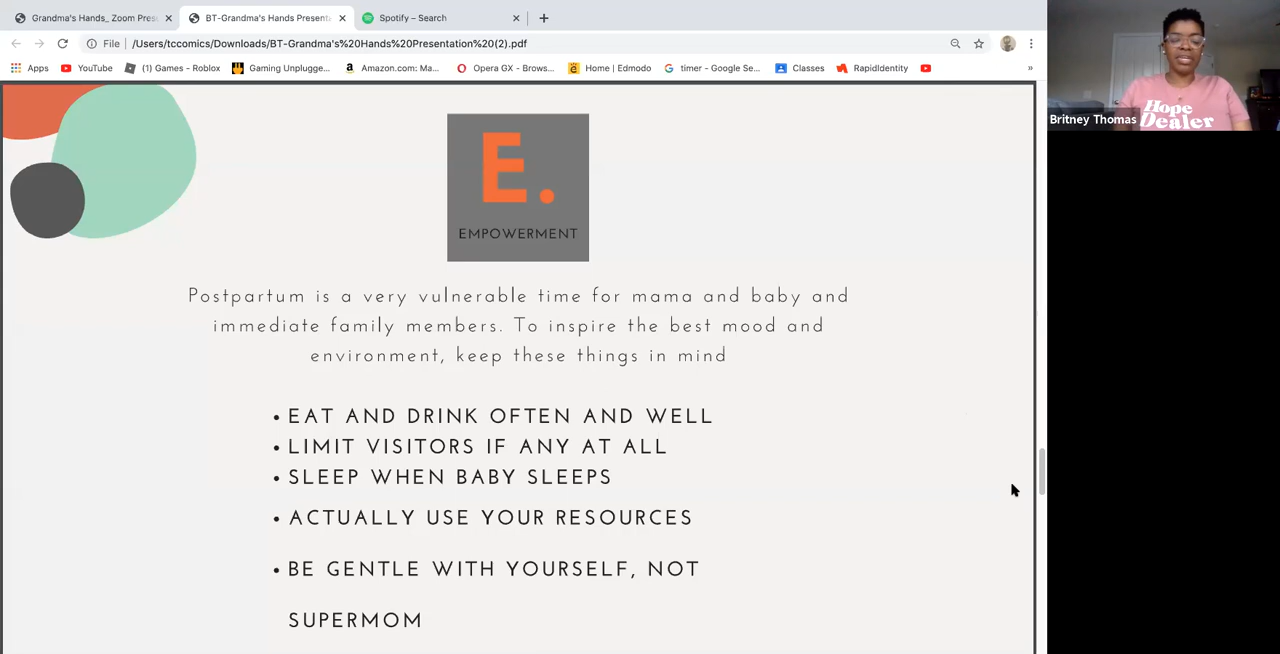 Grandma's Hands_ Zoom Pres
BT-Grandma's Hands Present
Spotify – Search
File
/Users/tccomics/Downloads/BT-Grandma's%20Hands%20Presentation%20(2).pdf
Apps
YouTube
(1) Games - Roblox
Gaming Unplugge...
Amazon.com: Ma...
Opera GX - Brows...
Home | Edmodo
timer - Google Se...
Classes
RapidIdentity
»
Hope
Dealer
Britney Thomas
E.
EMPOWERMENT
Postpartum is a very vulnerable time for mama and baby and
immediate family members. To inspire the best mood and
environment, keep these things in mind
• EAT AND DRINK OFTEN AND WELL
• LIMIT VISITORS IF ANY AT ALL
• SLEEP WHEN BABY SLEEPS
• ACTUALLY USE YOUR RESOURCES
• BE GENTLE WITH YOURSELF, NOT
SUPERMOM